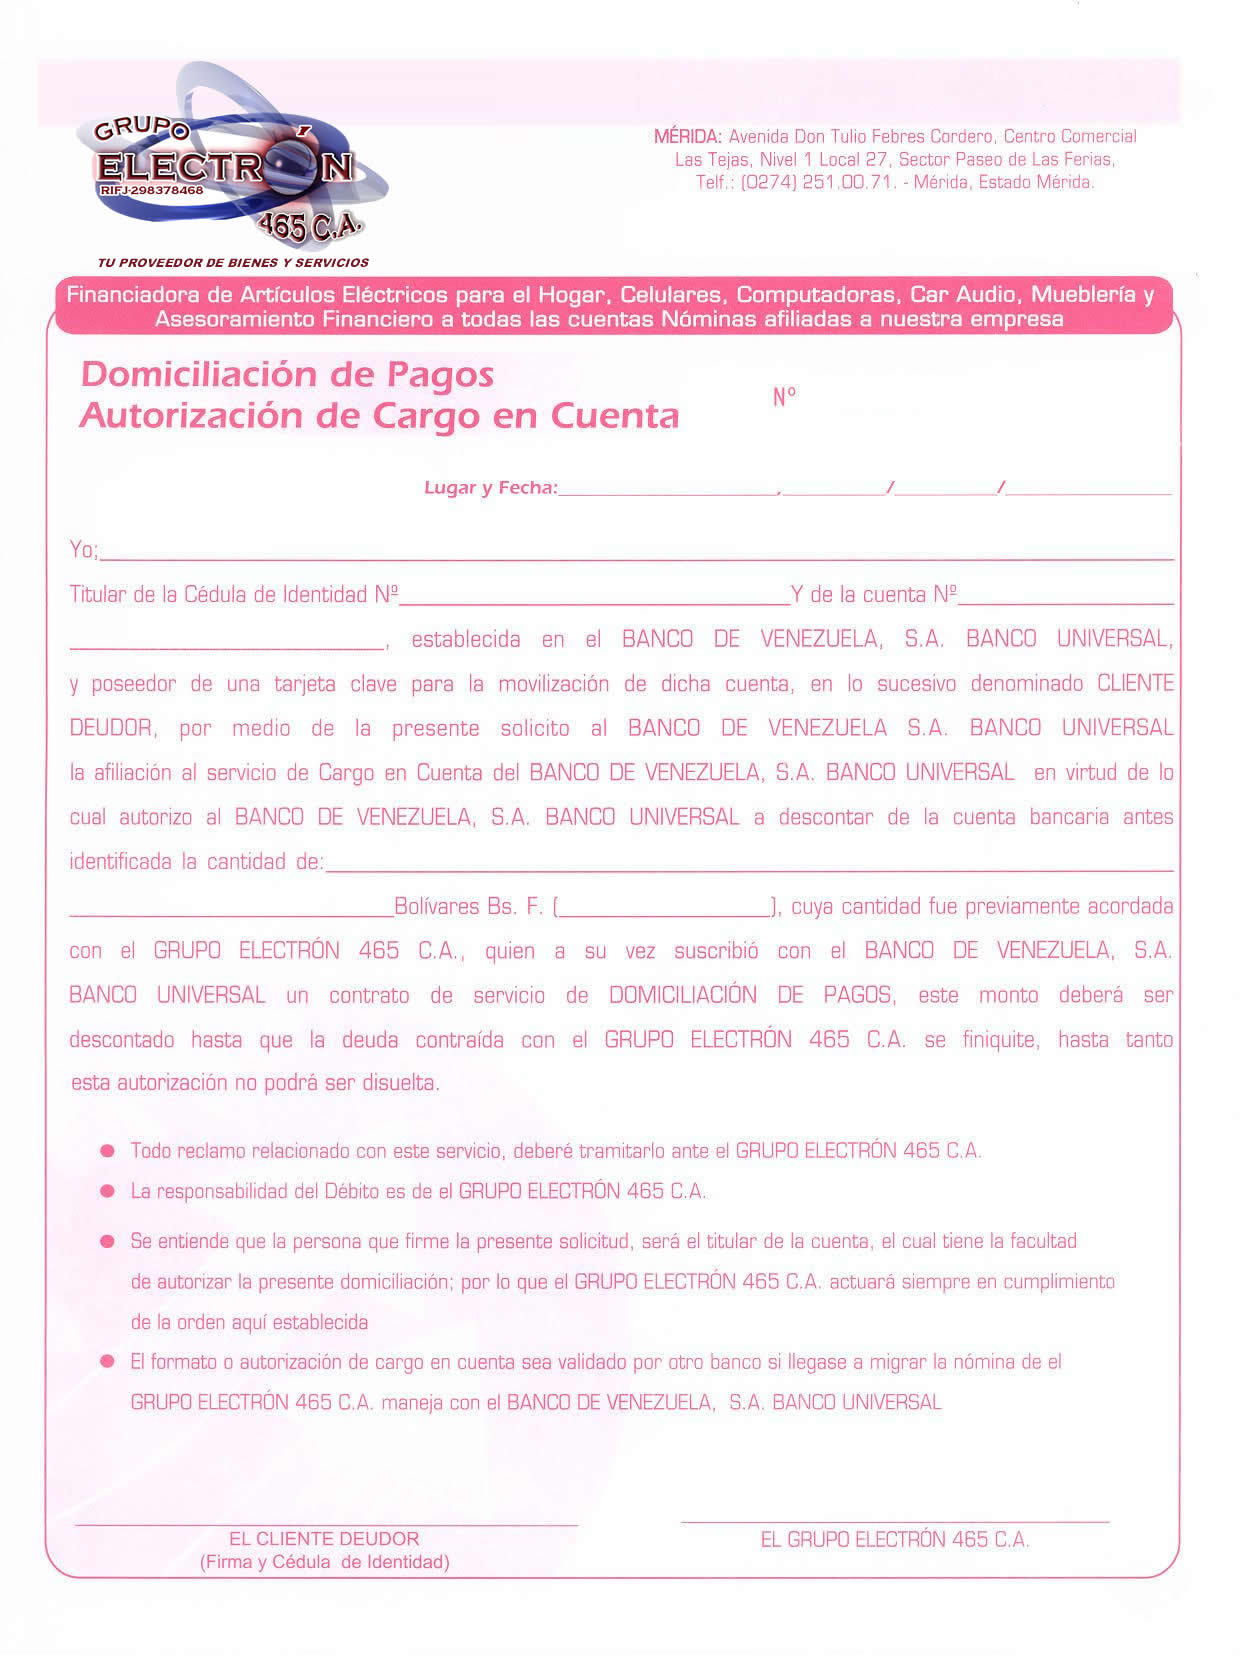 GRUPO
ELECTRÓN
RIFJ-298378468
465 C.A.
TU PROVEEDOR DE BIENES Y SERVICIOS
MÉRIDA: Avenida Don Tulio Febres Cordero, Centro Comercial
Las Tejas, Nivel 1 Local 27, Sector Paseo de Las Ferias,
Telf.: (0274) 251.00.71. - Mérida, Estado Mérida.
Financiadora de Artículos Eléctricos para el Hogar, Celulares, Computadoras, Car Audio, Mueblería y
Asesoramiento Financiero a todas las cuentas Nóminas afiliadas a nuestra empresa
Domiciliación de Pagos
Autorización de Cargo en Cuenta
Nº
Lugar y Fecha:____________________,_________/_________/_______________
Yo;____________________
Titular de la Cédula de Identidad Nº____________________Y de la cuenta Nº____________________
____________________, establecida en el BANCO DE VENEZUELA, S.A. BANCO UNIVERSAL,
y poseedor de una tarjeta clave para la movilización de dicha cuenta, en lo sucesivo denominado CLIENTE
DEUDOR, por medio de la presente solicito al BANCO DE VENEZUELA S.A. BANCO UNIVERSAL
la afiliación al servicio de Cargo en Cuenta del BANCO DE VENEZUELA, S.A. BANCO UNIVERSAL en virtud de lo
cual autorizo al BANCO DE VENEZUELA, S.A. BANCO UNIVERSAL a descontar de la cuenta bancaria antes
identificada la cantidad de:____________________
____________________Bolívares Bs. F. (____________________), cuya cantidad fue previamente acordada
con el GRUPO ELECTRÓN 465 C.A., quien a su vez suscribió con el BANCO DE VENEZUELA, S.A.
BANCO UNIVERSAL un contrato de servicio de DOMICILIACIÓN DE PAGOS, este monto deberá ser
descontado hasta que la deuda contraída con el GRUPO ELECTRÓN 465 C.A. se finiquite, hasta tanto
esta autorización no podrá ser disuelta.
● Todo reclamo relacionado con este servicio, deberé tramitarlo ante el GRUPO ELECTRÓN 465 C.A.
● La responsabilidad del Débito es de el GRUPO ELECTRÓN 465 C.A.
● Se entiende que la persona que firme la presente solicitud, será el titular de la cuenta, el cual tiene la facultad
de autorizar la presente domiciliación; por lo que el GRUPO ELECTRÓN 465 C.A. actuará siempre en cumplimiento
de la orden aquí establecida
● El formato o autorización de cargo en cuenta sea validado por otro banco si llegase a migrar la nómina de el
GRUPO ELECTRÓN 465 C.A. maneja con el BANCO DE VENEZUELA, S.A. BANCO UNIVERSAL
EL CLIENTE DEUDOR
(Firma y Cédula de Identidad)
EL GRUPO ELECTRÓN 465 C.A.